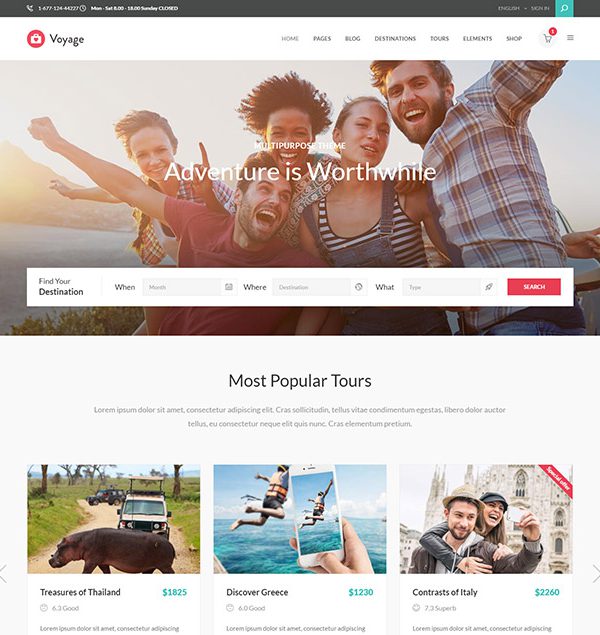 1-677-124-44227 Mon - Sat 8.00 - 18.00 Sunday CLOSED
ENGLISH SIGN IN
Voyage
HOME PAGES BLOG DESTINATIONS TOURS ELEMENTS SHOP
MULTIPURPOSE THEME
Adventure is Worthwhile
Find Your
Destination
When Month Where Destination What Type SEARCH
Most Popular Tours
Lorem ipsum dolor sit amet, consectetur adipiscing elit. Cras sollicitudin, tellus vitae condimentum egestas, libero dolor auctor
tellus, eu consectetur neque elit quis nunc. Cras elementum pretium.
Special offer
Treasures of Thailand $1825
6.3 Good
Lorem ipsum dolor sit amet, consectetur
Discover Greece $1230
6.0 Good
Lorem ipsum dolor sit amet, consectetur
Contrasts of Italy $2260
7.3 Superb
Lorem ipsum dolor sit amet, consectetur